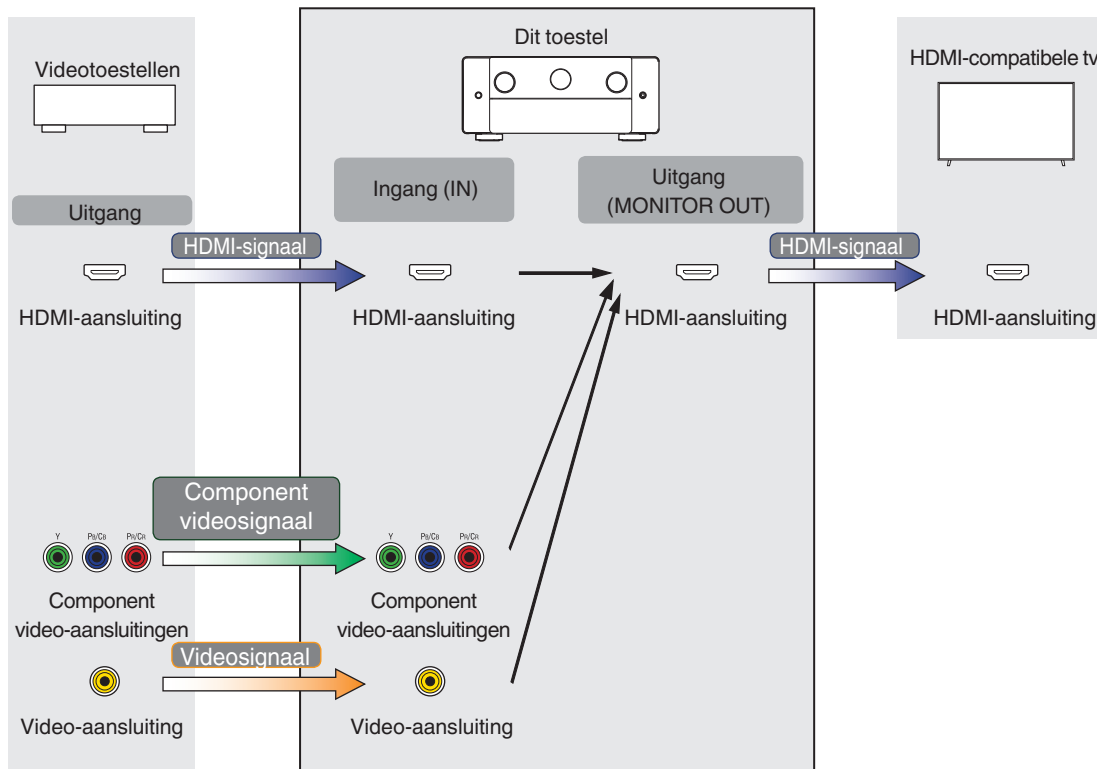 Dit toestel
Videotoestellen
HDMI-compatibele tv
Ingang (IN)
Uitgang
(MONITOR OUT)
Uitgang
HDMI-signaal
HDMI-signaal
HDMI-aansluiting
HDMI-aansluiting
HDMI-aansluiting
HDMI-aansluiting
Component
videosignaal
Y
PB/CB
PR/CR
Y
PB/CB
PR/CR
Component
video-aansluitingen
Component
video-aansluitingen
Videosignaal
Video-aansluiting
Video-aansluiting